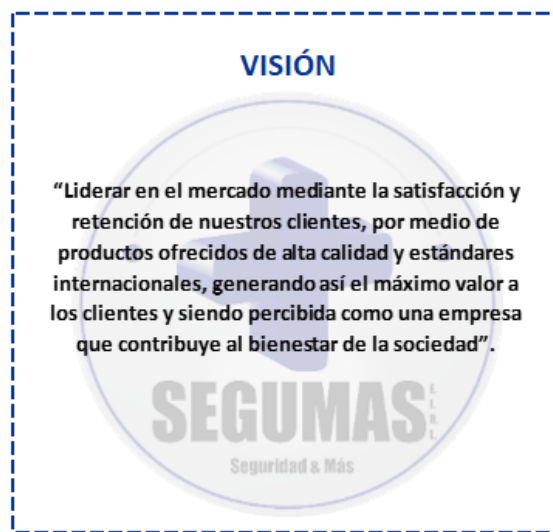 VISIÓN
“Liderar en el mercado mediante la satisfacción y
retención de nuestros clientes, por medio de
productos ofrecidos de alta calidad y estándares
internacionales, generando así el máximo valor a
los clientes y siendo percibida como una empresa
que contribuye al bienestar de la sociedad”.
SEGUMAS E.I.R.L
Seguridad & Más